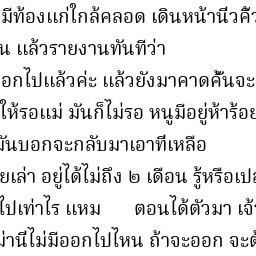 มีท้องแก่ใกล้คลอด เดินหน้านิ่วคิ้ว
น แล้วรายงานทันทีว่า
อกไปแล้วค่ะ แล้วยังมาคาดคั้นจะ
ให้รอแม่ มันก็ไม่รอ หนูมีอยู่ห้าร้อย
มันบอกจะกลับมาเอาทีเหลือ
ยเล่า อยู่ได้ไม่ถึง ๒ เดือน รู้หรือเปล
ไปเท่าไร แหม ตอนได้ตัวมา เจ้
ม่านี่ไม่มีออกไปไหน ถ้าจะออก จะต้